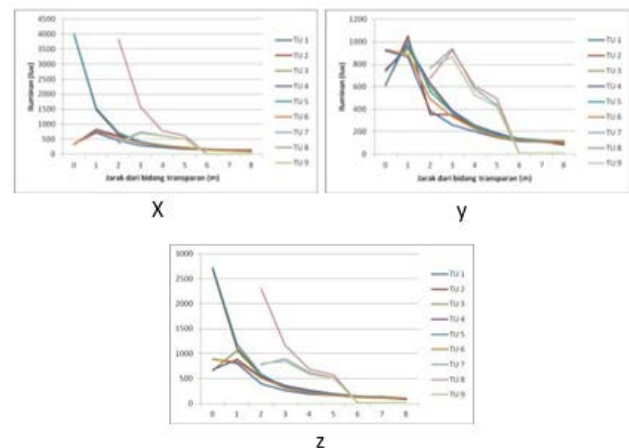 4500
4000
3500
3000
2500
2000
1500
1000
500
0
Iluminan (lux)
0 1 2 3 4 5 6 7 8
Jarak dari bidang transparan (m)
TU 1
TU 2
TU 3
TU 4
TU 5
TU 6
TU 7
TU 8
TU 9
X
1200
1000
800
600
400
200
0
Iluminan (lux)
0 1 2 3 4 5 6 7 8
Jarak dari bidang transparan (m)
TU 1
TU 2
TU 3
TU 4
TU 5
TU 6
TU 7
TU 8
TU 9
y
3000
2500
2000
1500
1000
500
0
Iluminan (lux)
0 1 2 3 4 5 6 7 8
Jarak dari bidang transparan (m)
TU 1
TU 2
TU 3
TU 4
TU 5
TU 6
TU 7
TU 8
TU 9
z